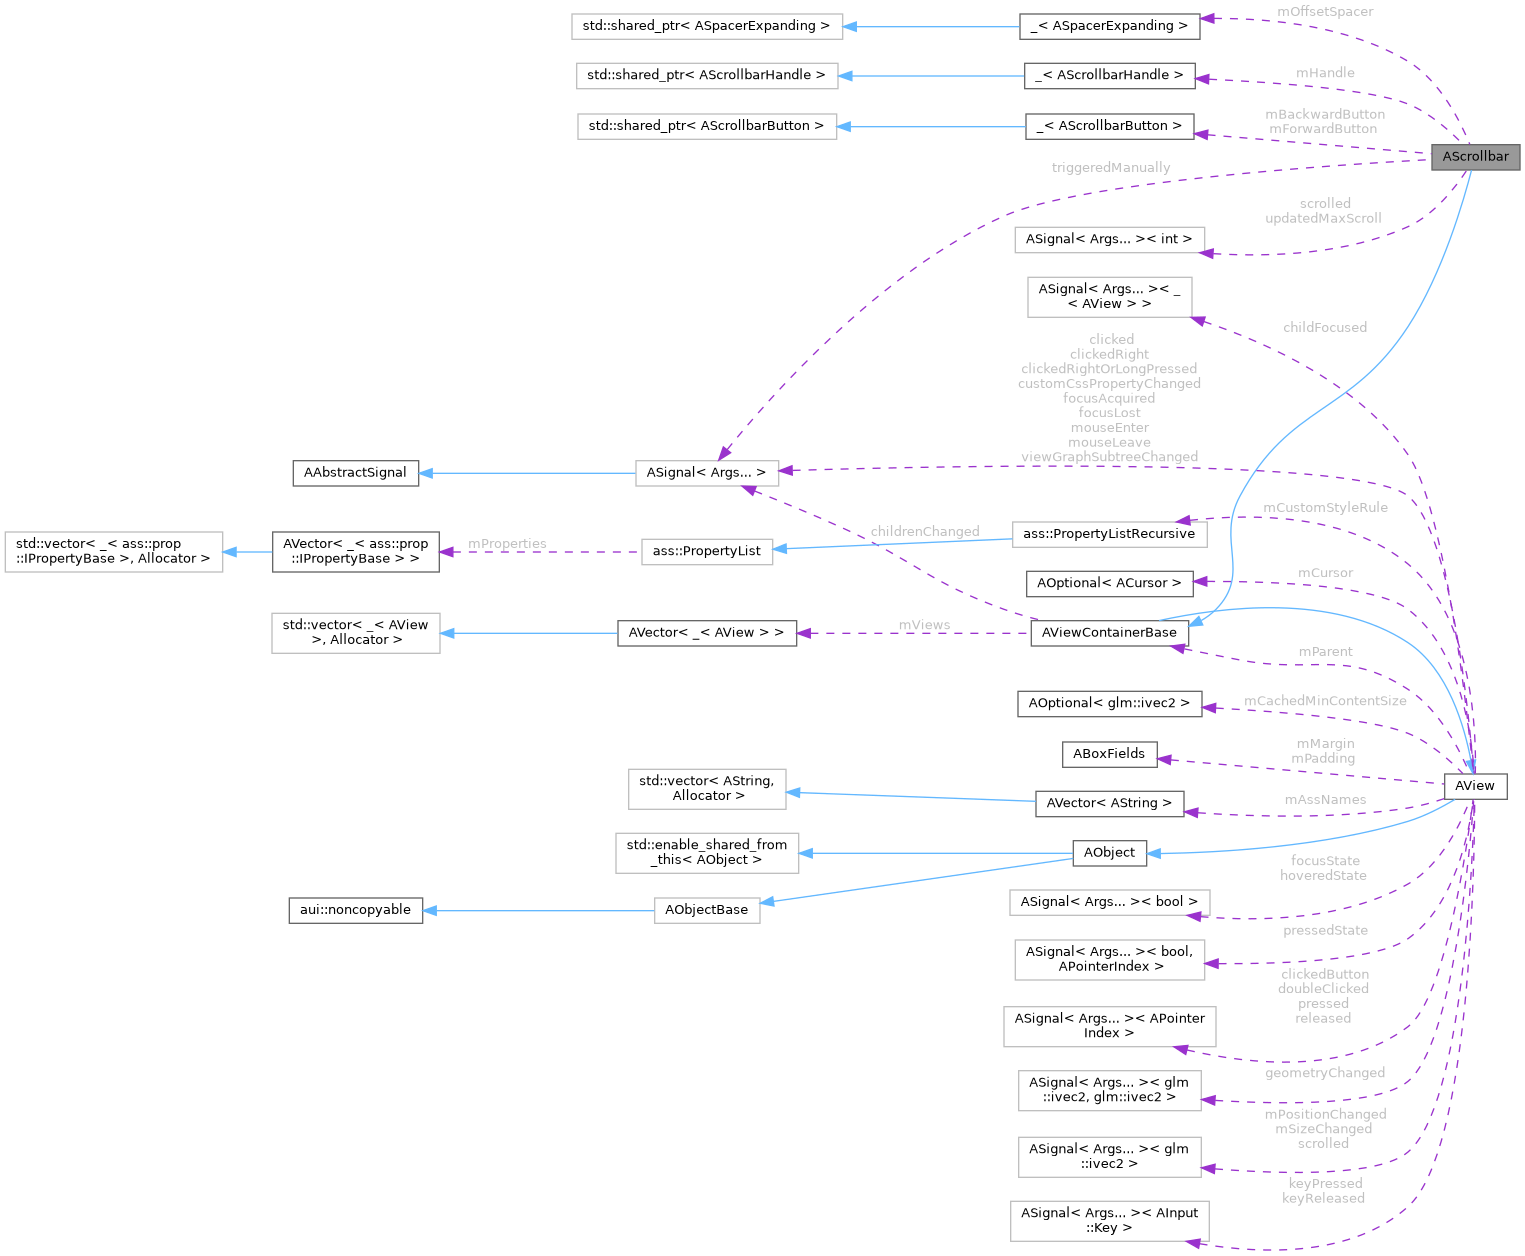 mOffsetSpacer
std::shared_ptr< ASpacerExpanding >
_< ASpacerExpanding >
mHandle
std::shared_ptr< AScrollbarHandle >
_< AScrollbarHandle >
mBackwardButton
mForwardButton
std::shared_ptr< AScrollbarButton >
_< AScrollbarButton >
AScrollbar
triggeredManually
scrolled
updatedMaxScroll
ASignal< Args... >< int >
ASignal< Args... >< _
< AView > >
childFocused
clicked
clickedRight
clickedRightOrLongPressed
customCssPropertyChanged
focusAcquired
focusLost
mouseEnter
mouseLeave
viewGraphSubtreeChanged
AAbstractSignal
ASignal< Args... >
mCustomStyleRule
childrenChanged
ass::PropertyListRecursive
std::vector< _< ass::prop
::IPropertyBase >, Allocator >
AVector< _< ass::prop
::IPropertyBase > >
mProperties
ass::PropertyList
mCursor
AOptional< ACursor >
std::vector< _< AView
>, Allocator >
AVector< _< AView > >
mViews
AViewContainerBase
mParent
AOptional< glm::ivec2 >
mCachedMinContentSize
mMargin
mPadding
ABoxFields
std::vector< AString,
Allocator >
AVector< AString >
mAssNames
AView
std::enable_shared_from
_this< AObject >
AObject
focusState
hoveredState
aui::noncopyable
AObjectBase
ASignal< Args... >< bool >
pressedState
ASignal< Args... >< bool,
APointerIndex >
clickedButton
doubleClicked
pressed
released
ASignal< Args... >< APointer
Index >
geometryChanged
ASignal< Args... >< glm
::ivec2, glm::ivec2 >
mPositionChanged
mSizeChanged
scrolled
ASignal< Args... >< glm
::ivec2 >
keyPressed
keyReleased
ASignal< Args... >< AInput
::Key >